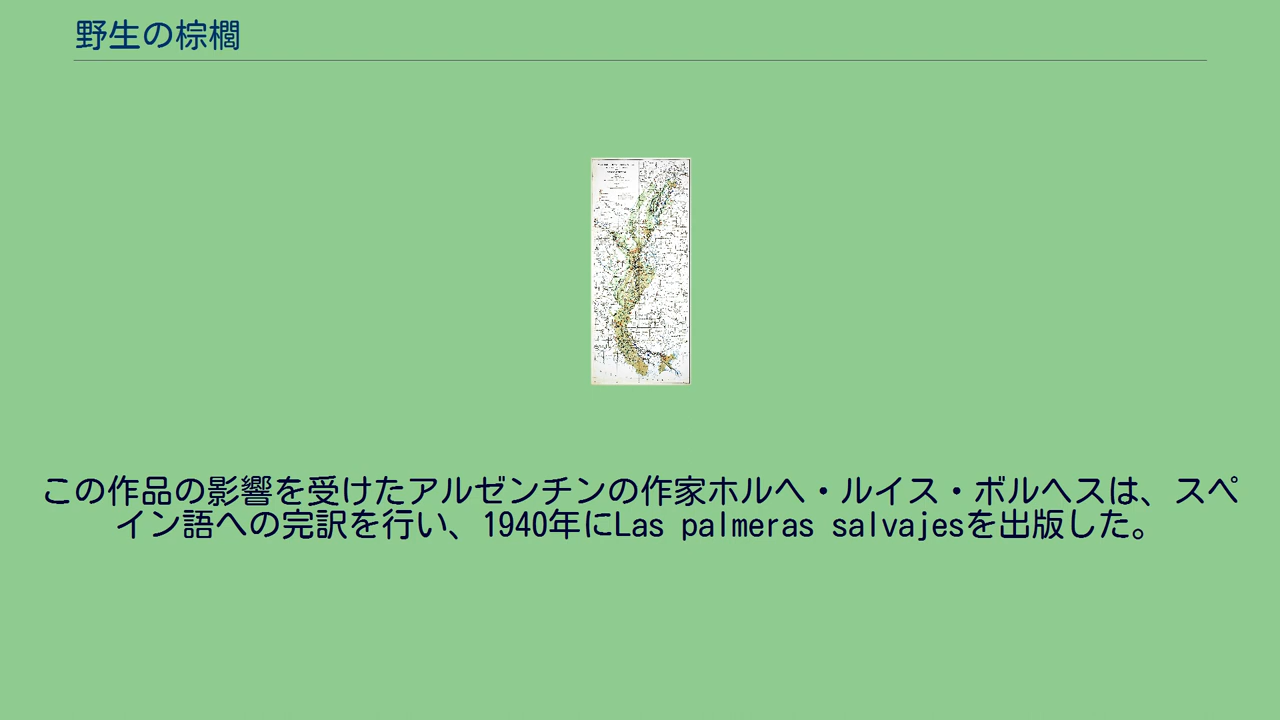 野生の棕櫚
この作品の影響を受けたアルゼンチンの作家ホルヘ・ルイス・ボルヘスは、スペ
イン語への完訳を行い、1940年にLas palmeras salvajesを出版した。